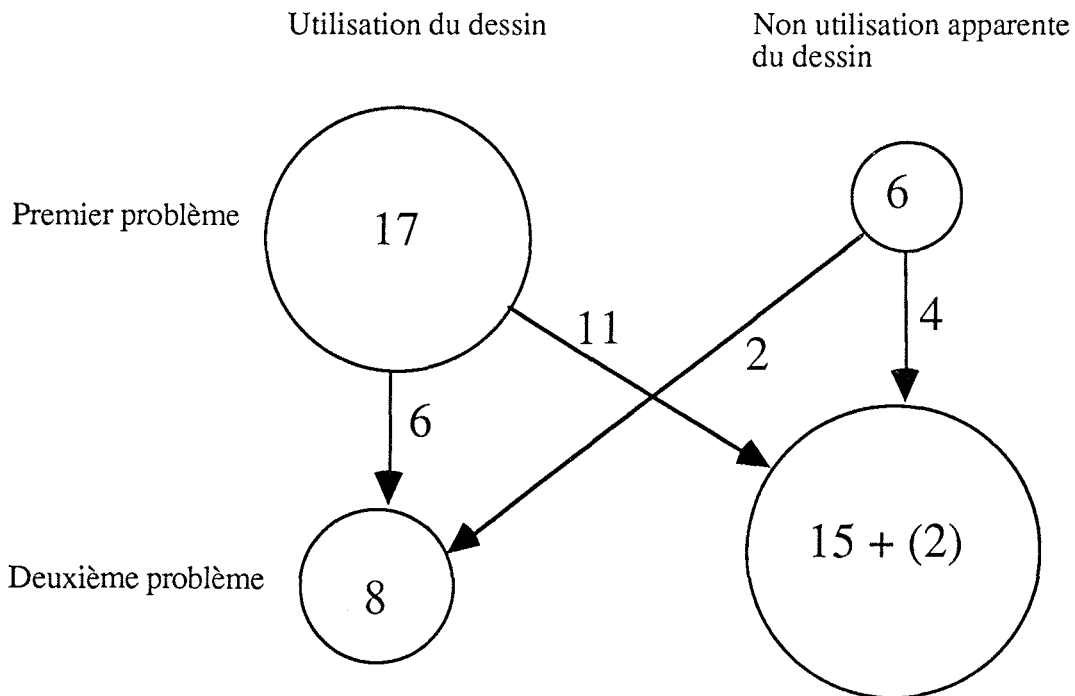 Utilisation du dessin
Non utilisation apparente
du dessin
Premier problème
17
6
11
2
4
6
15 + (2)
Deuxième problème
8